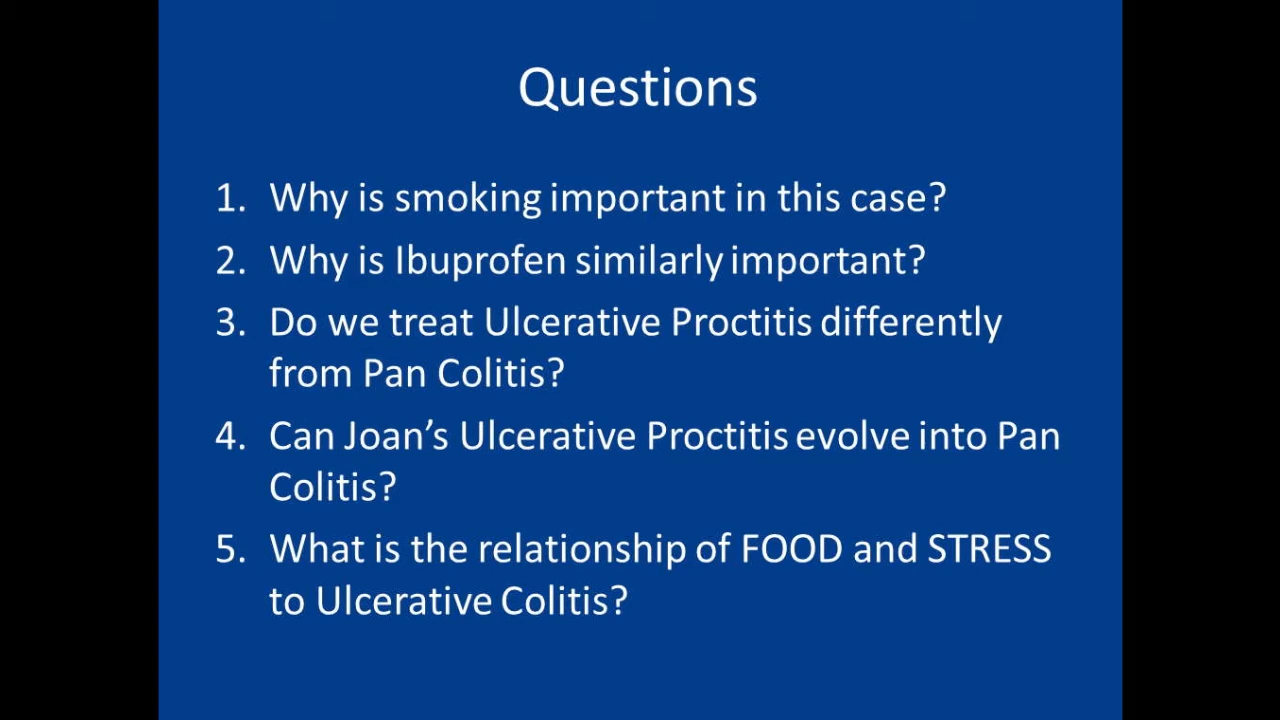 Questions
1. Why is smoking important in this case?
2. Why is Ibuprofen similarly important?
3. Do we treat Ulcerative Proctitis differently
from Pan Colitis?
4. Can Joan’s Ulcerative Proctitis evolve into Pan
Colitis?
5. What is the relationship of FOOD and STRESS
to Ulcerative Colitis?